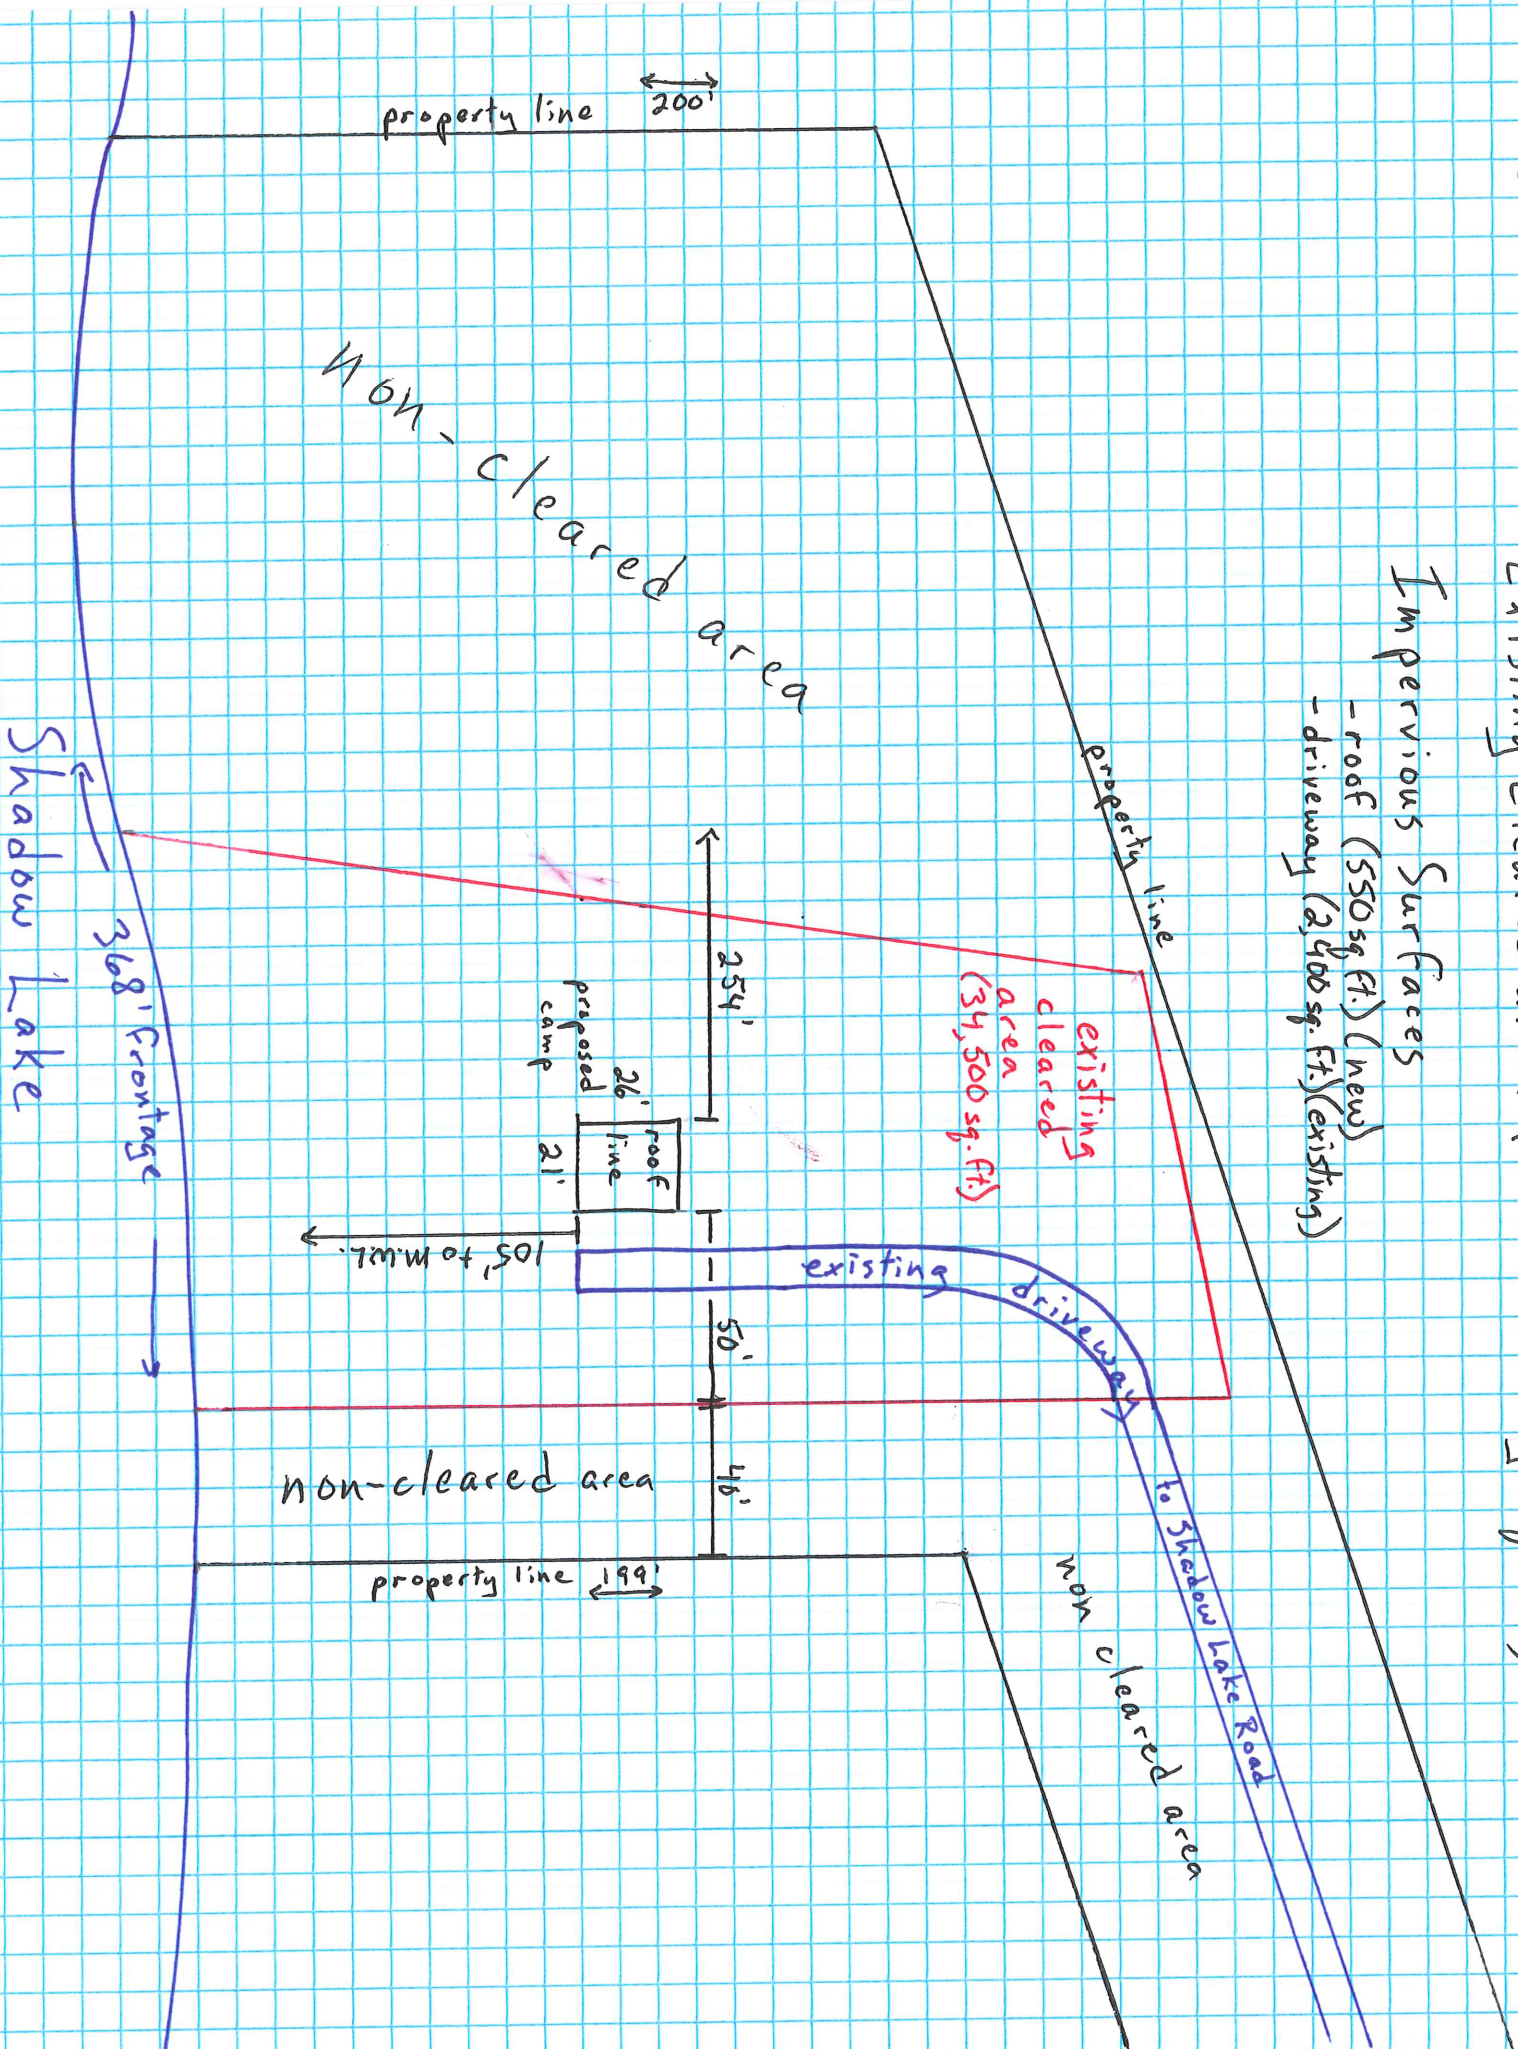 Impervious Surfaces
- roof (550 sq. ft.) (new)
- driveway (2,400 sq. ft.) (existing)
property line
200'
property line
non-cleared area
existing
cleared
area
(34,500 sq. ft.)
254'
proposed
camp
26'
roof
line
21'
105' to m.w.l.
existing driveway
to Shadow Lake Road
50'
40'
non-cleared area
non cleared area
property line
199'
368' frontage
Shadow Lake